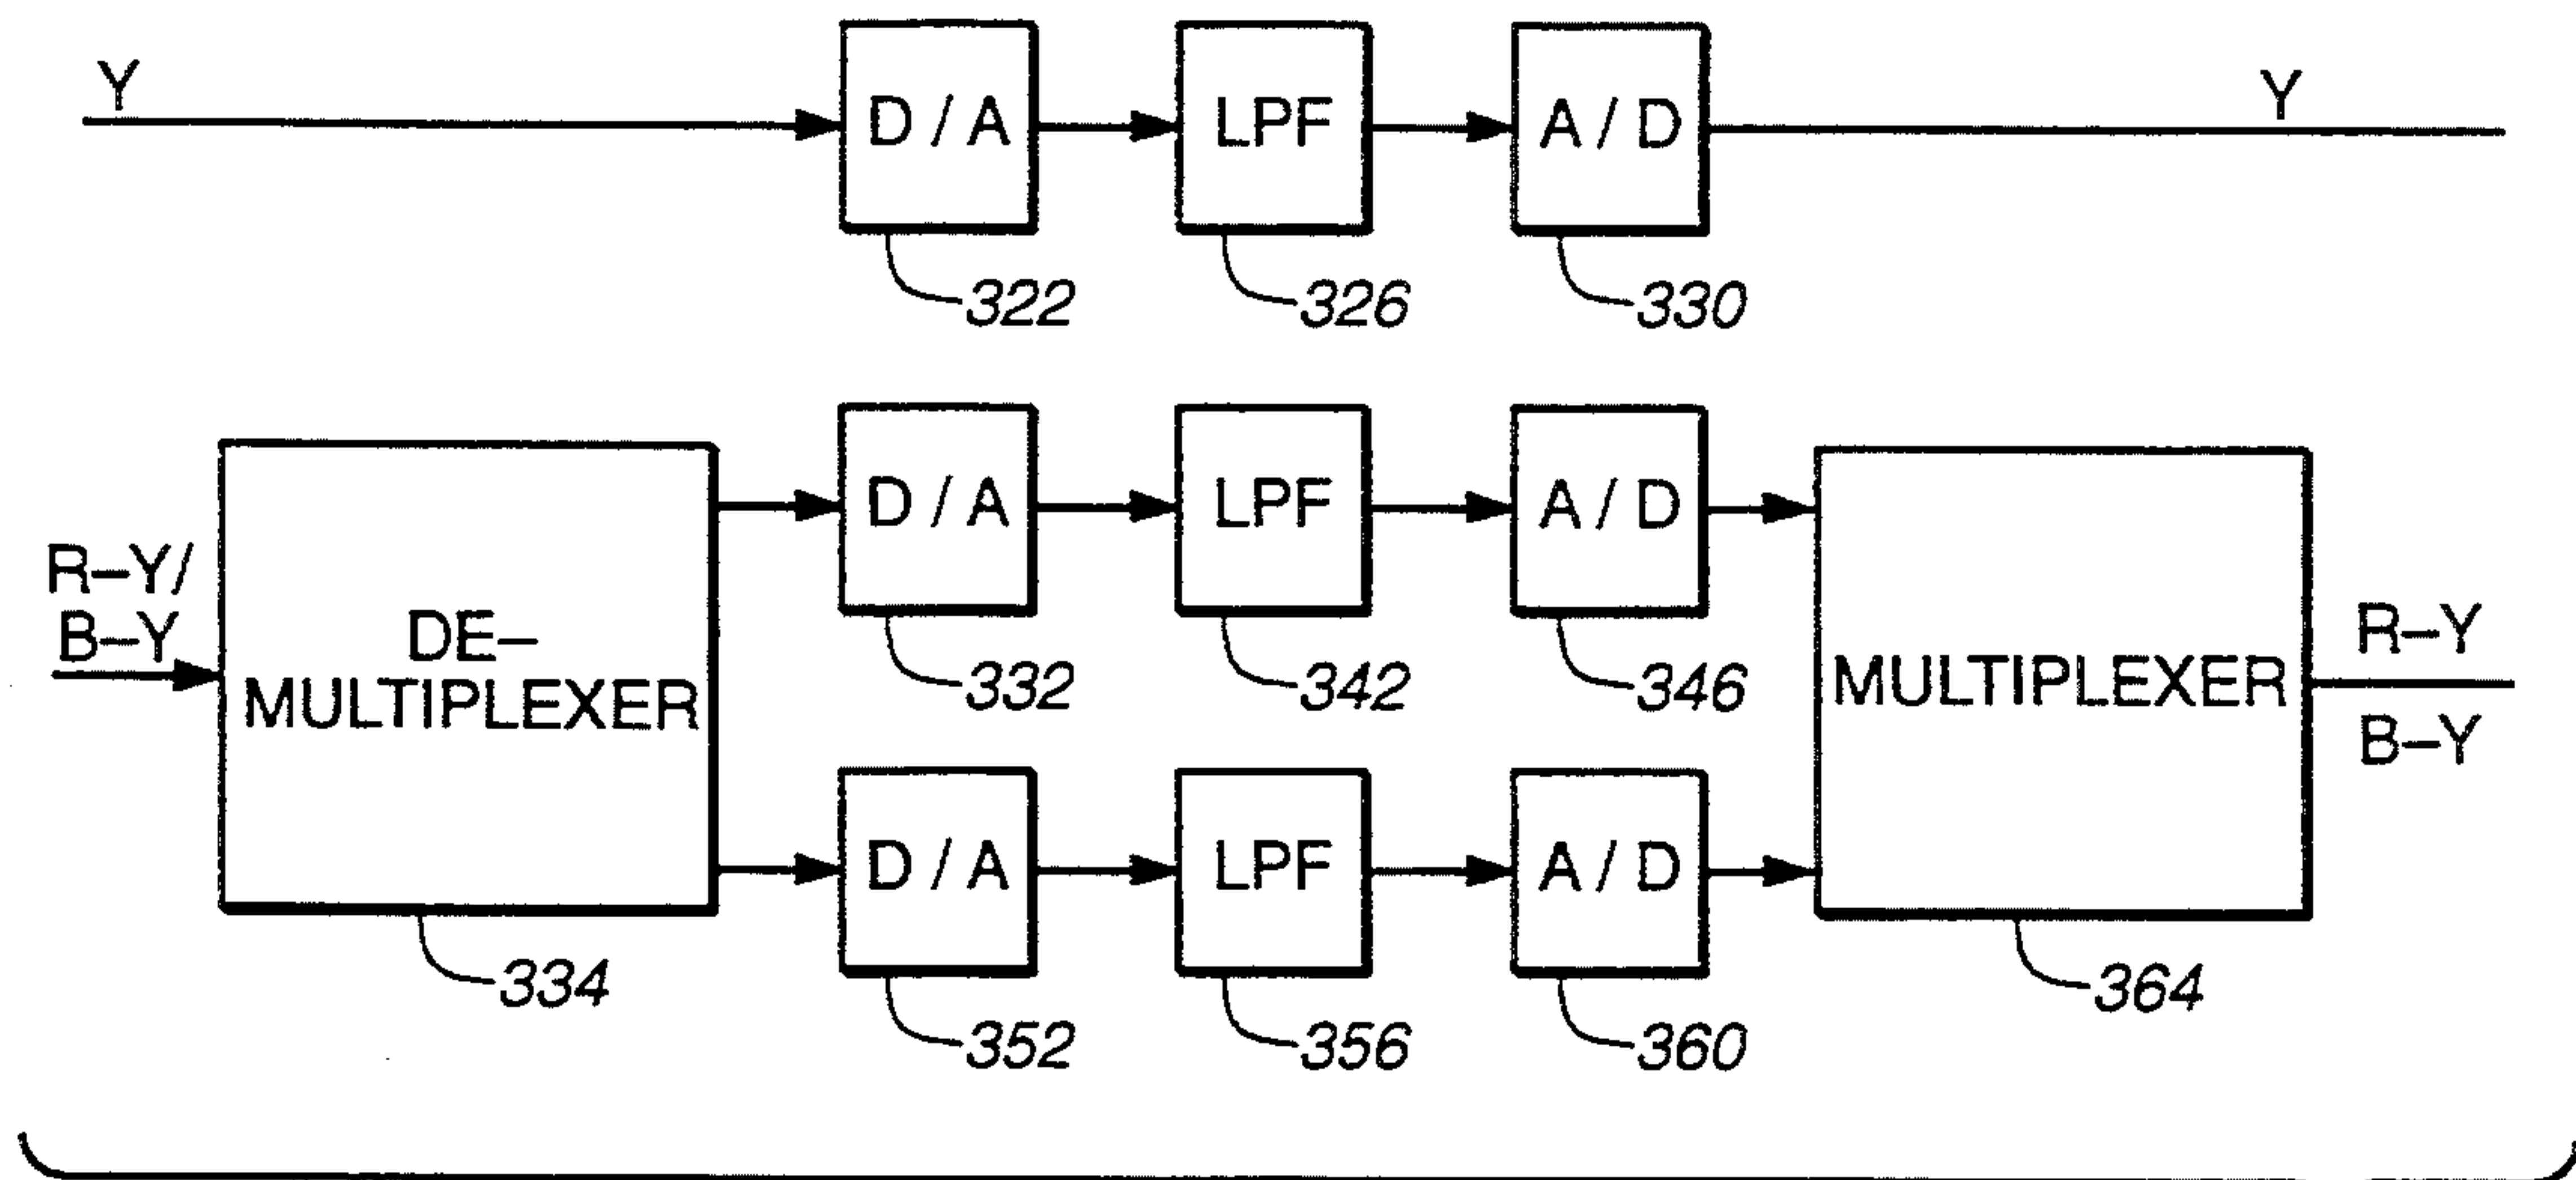 Y
D / A
LPF
A / D
Y
322
326
330
R–Y/
B–Y
DE–
MULTIPLEXER
334
D / A
LPF
A / D
332
342
346
D / A
LPF
A / D
352
356
360
MULTIPLEXER
364
R–Y
B–Y